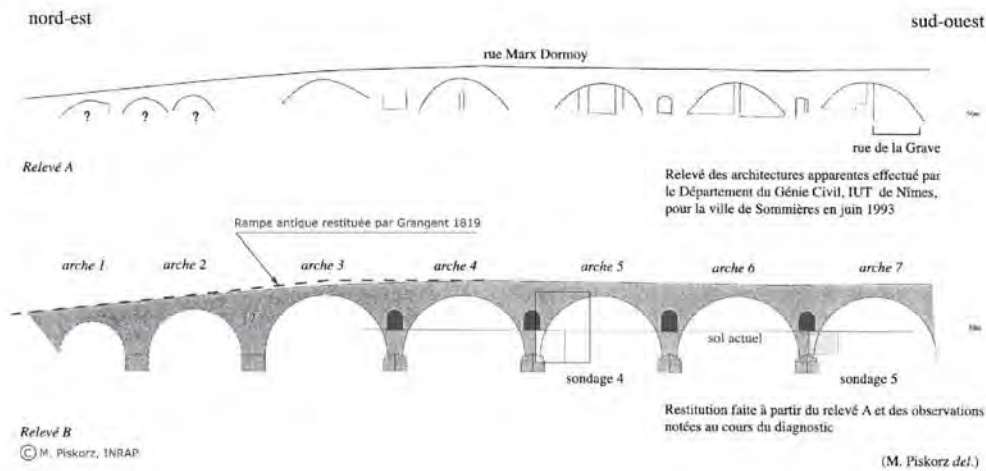 nord-est
sud-ouest
rue Marx Dormoy
? ? ?
rue de la Grave
Relevé A
Relevé des architectures apparentes effectué par
le Département du Génie Civil, IUT de Nîmes,
pour la ville de Sommières en juin 1993
Rampe antique restituée par Grangent 1819
arche 1 arche 2 arche 3 arche 4 arche 5 arche 6 arche 7
sol actuel
sondage 4
sondage 5
Restitution faite à partir du relevé A et des observations
notées au cours du diagnostic
Relevé B
© M. Piskorz, INRAP
(M. Piskorz del.)